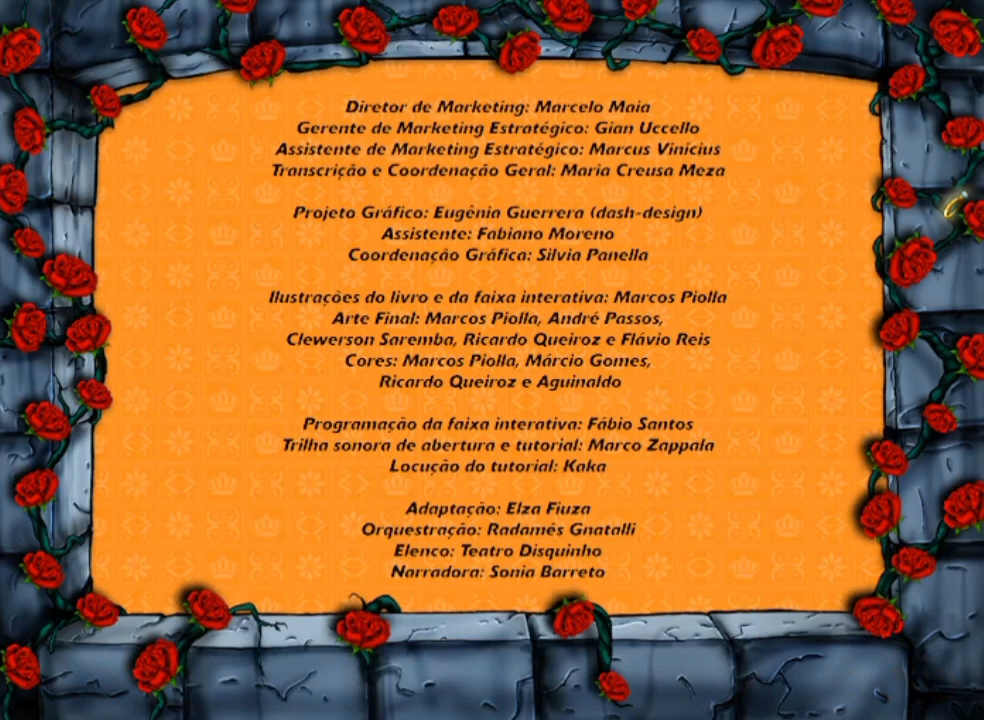 Diretor de Marketing: Marcelo Maia
Gerente de Marketing Estratégico: Gian Uccello
Assistente de Marketing Estratégico: Marcus Vinícius
Transcrição e Coordenação Geral: Maria Creusa Meza
Projeto Gráfico: Eugênia Guerrera (dash-design)
Assistente: Fabiano Moreno
Coordenação Gráfica: Silvia Panella
Ilustrações do livro e da faixa interativa: Marcos Piolla
Arte Final: Marcos Piolla, André Passos,
Clewerson Saremba, Ricardo Queiroz e Flávio Reis
Cores: Marcos Piolla, Márcio Gomes,
Ricardo Queiroz e Aguinaldo
Programação da faixa interativa: Fábio Santos
Trilha sonora de abertura e tutorial: Marco Zappala
Locução do tutorial: Kaka
Adaptação: Elza Fiuza
Orquestração: Radamés Gnatalli
Elenco: Teatro Disquinho
Narradora: Sonia Barreto